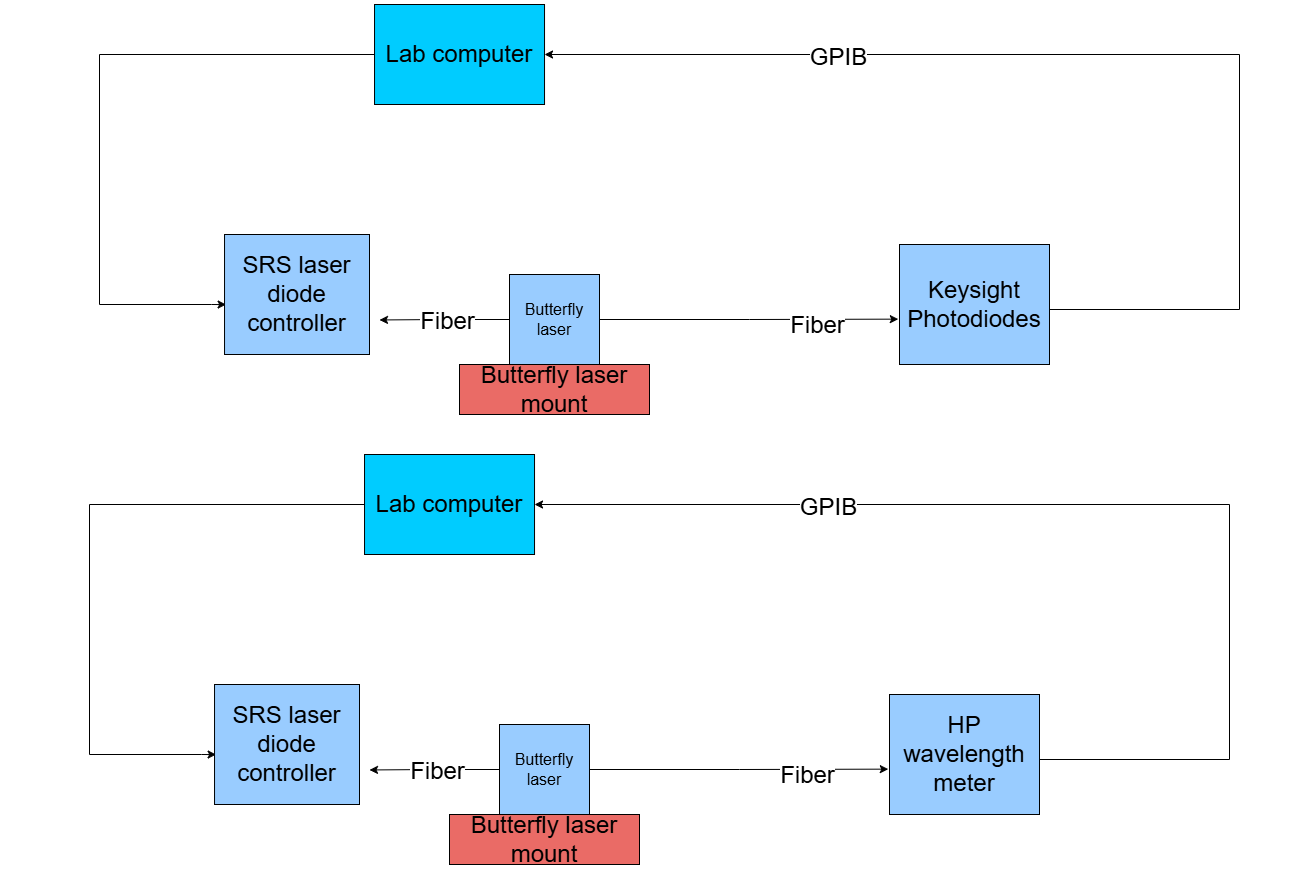 Lab computer
GPIB
SRS laser
diode
controller
Fiber
Butterfly
laser
Fiber
Keysight
Photodiodes
Butterfly laser
mount
Lab computer
GPIB
SRS laser
diode
controller
Fiber
Butterfly
laser
Fiber
HP
wavelength
meter
Butterfly laser
mount